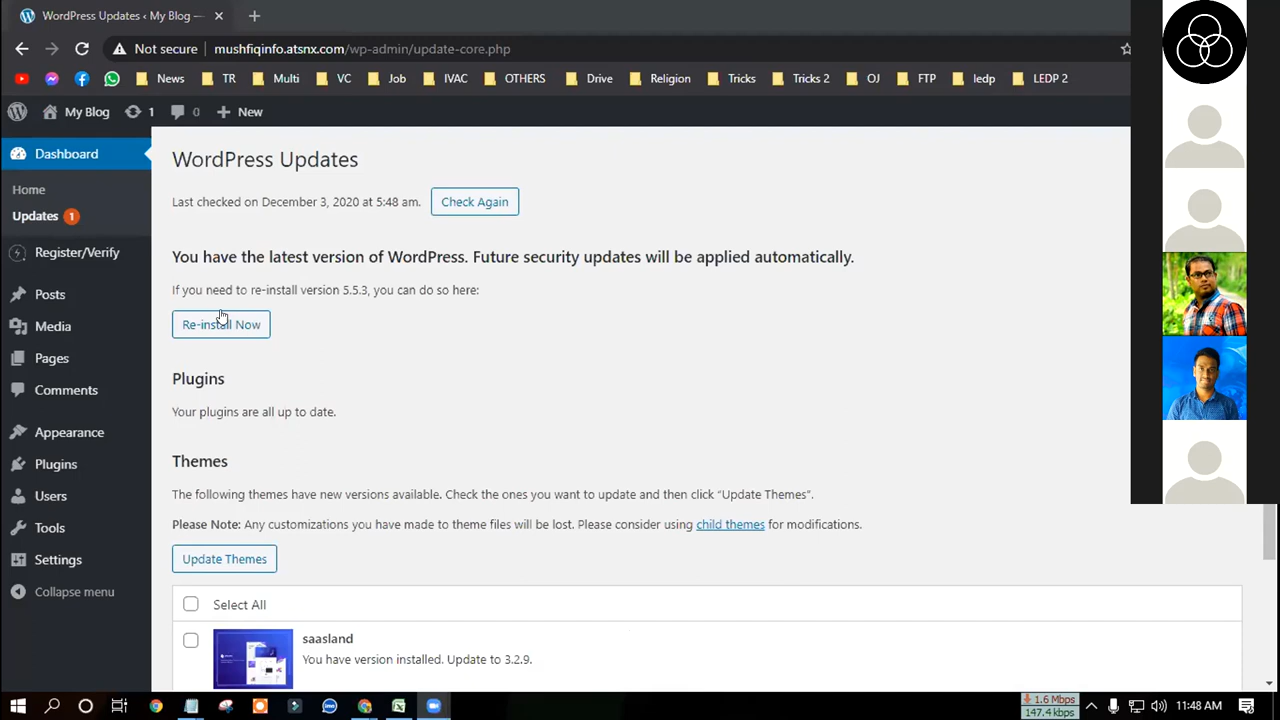 WordPress Updates ‹ My Blog —
Not secure
mushfiqinfo.atsnx.com/wp-admin/update-core.php
News
TR
Multi
VC
Job
IVAC
OTHERS
Drive
Religion
Tricks
Tricks 2
OJ
FTP
ledp
LEDP 2
My Blog
1
0
New
Dashboard
Home
Updates 1
Register/Verify
Posts
Media
Pages
Comments
Appearance
Plugins
Users
Tools
Settings
Collapse menu
WordPress Updates
Last checked on December 3, 2020 at 5:48 am.
Check Again
You have the latest version of WordPress. Future security updates will be applied automatically.
If you need to re-install version 5.5.3, you can do so here:
Re-install Now
Plugins
Your plugins are all up to date.
Themes
The following themes have new versions available. Check the ones you want to update and then click “Update Themes”.
Please Note: Any customizations you have made to theme files will be lost. Please consider using child themes for modifications.
Update Themes
Select All
saasland
You have version installed. Update to 3.2.9.
1.6 Mbps
147.4 kbps
11:48 AM